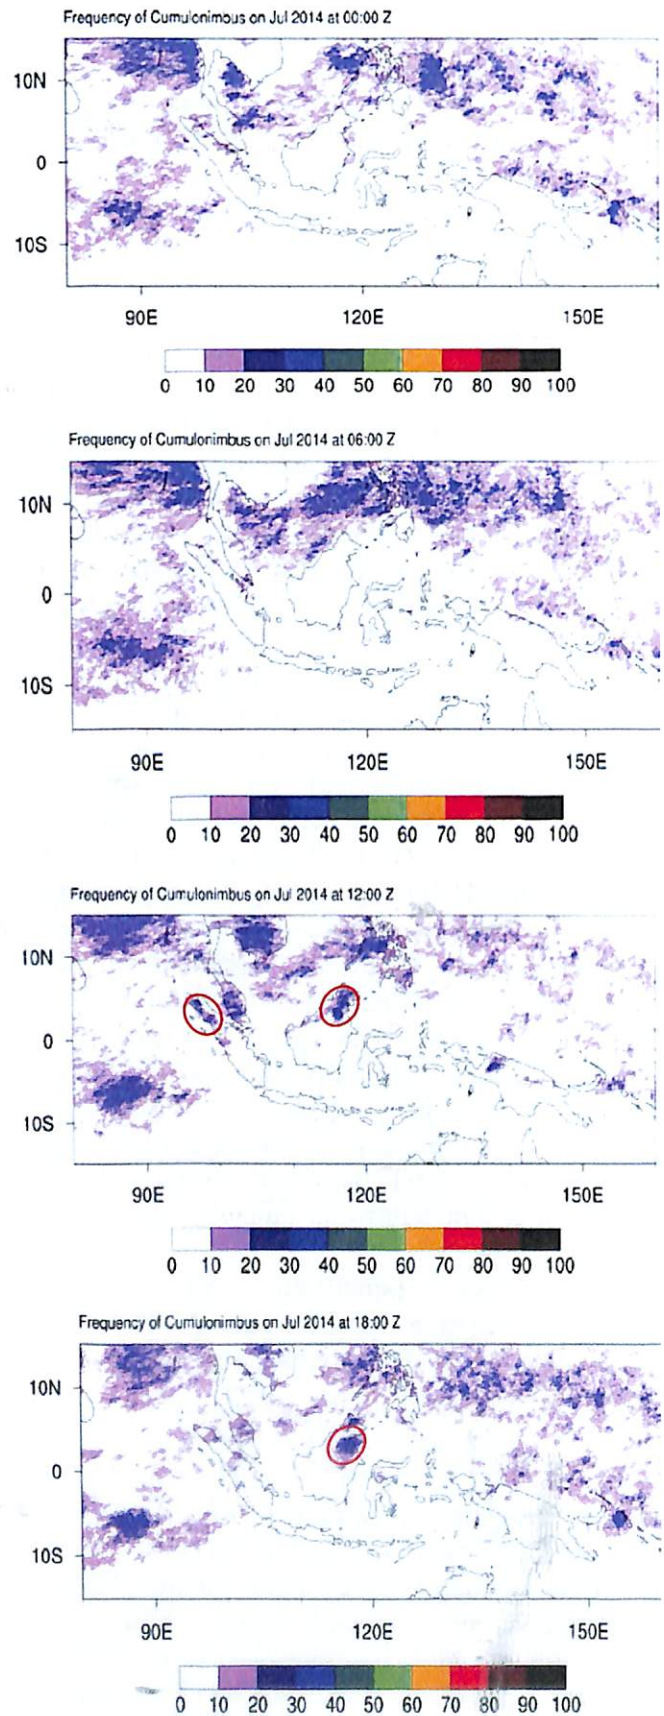 Frequency of Cumulonimbus on Jul 2014 at 00:00 Z
10N
0
10S
90E 120E 150E
0 10 20 30 40 50 60 70 80 90 100
Frequency of Cumulonimbus on Jul 2014 at 06:00 Z
10N
0
10S
90E 120E 150E
0 10 20 30 40 50 60 70 80 90 100
Frequency of Cumulonimbus on Jul 2014 at 12:00 Z
10N
0
10S
90E 120E 150E
0 10 20 30 40 50 60 70 80 90 100
Frequency of Cumulonimbus on Jul 2014 at 18:00 Z
10N
0
10S
90E 120E 150E
0 10 20 30 40 50 60 70 80 90 100